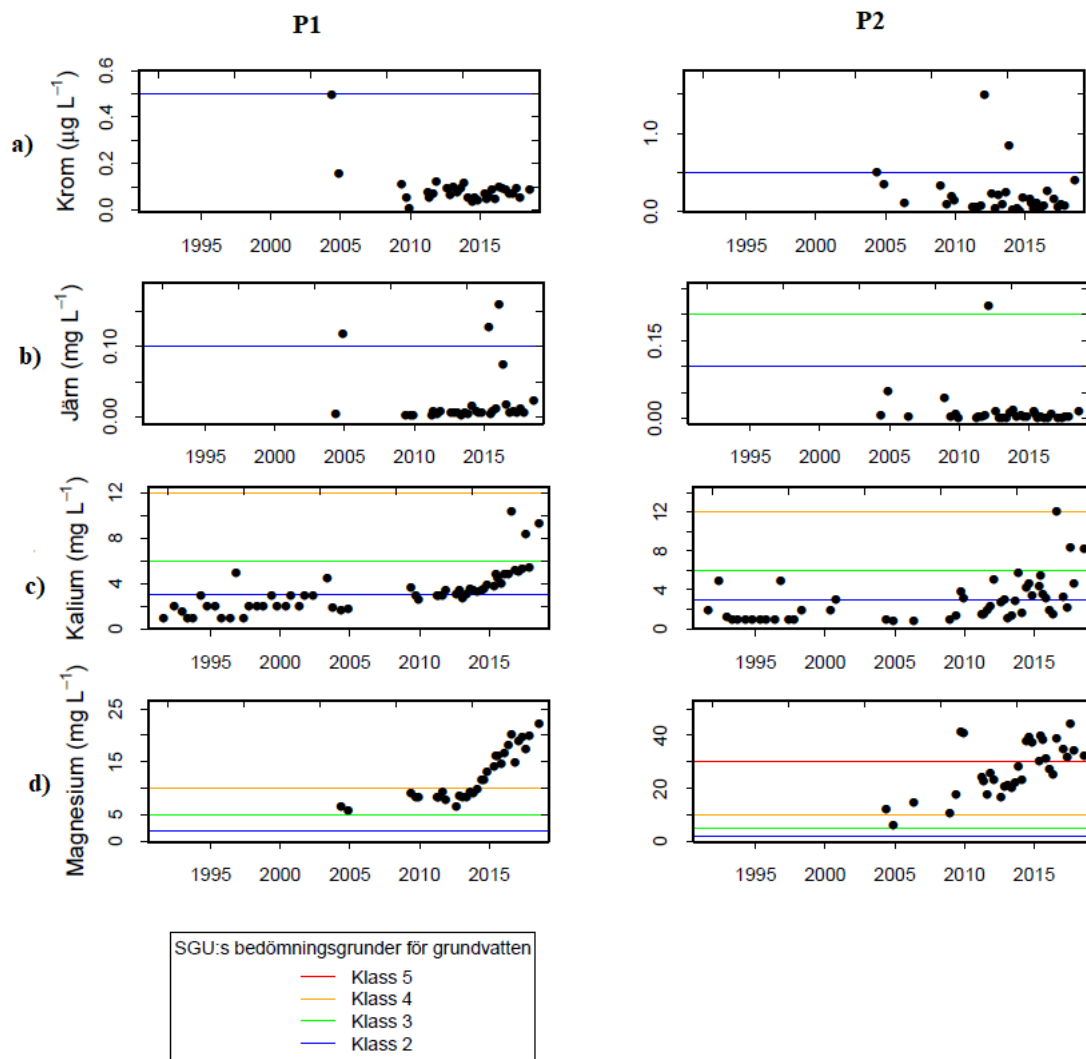 P1
P2
a)
Krom (µg L⁻¹)
0.6
0.4
0.2
0.0
1995 2000 2005 2010 2015
1.0
0.0
1995 2000 2005 2010 2015
b)
Järn (mg L⁻¹)
0.10
0.00
1995 2000 2005 2010 2015
0.15
0.00
1995 2000 2005 2010 2015
c)
Kalium (mg L⁻¹)
12
8
4
0
1995 2000 2005 2010 2015
12
8
4
0
1995 2000 2005 2010 2015
d)
Magnesium (mg L⁻¹)
25
15
5
0
1995 2000 2005 2010 2015
40
20
0
1995 2000 2005 2010 2015
SGU:s bedömningsgrunder för grundvatten
Klass 5
Klass 4
Klass 3
Klass 2